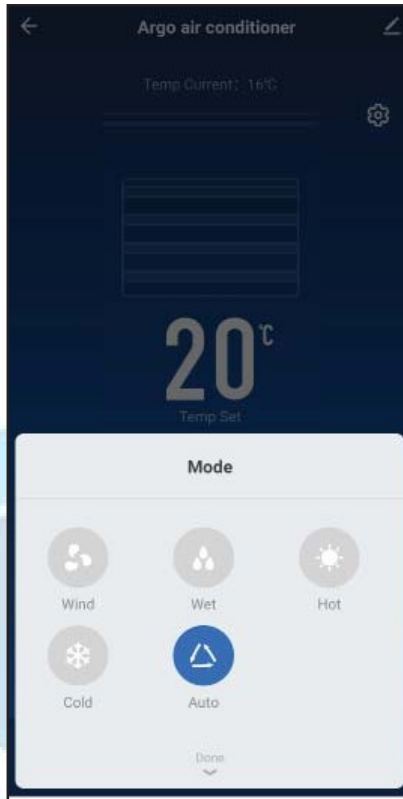 Argo air conditioner
Temp Current: 16℃
20℃
Temp Set
Mode
Wind
Wet
Hot
Cold
Auto
Done